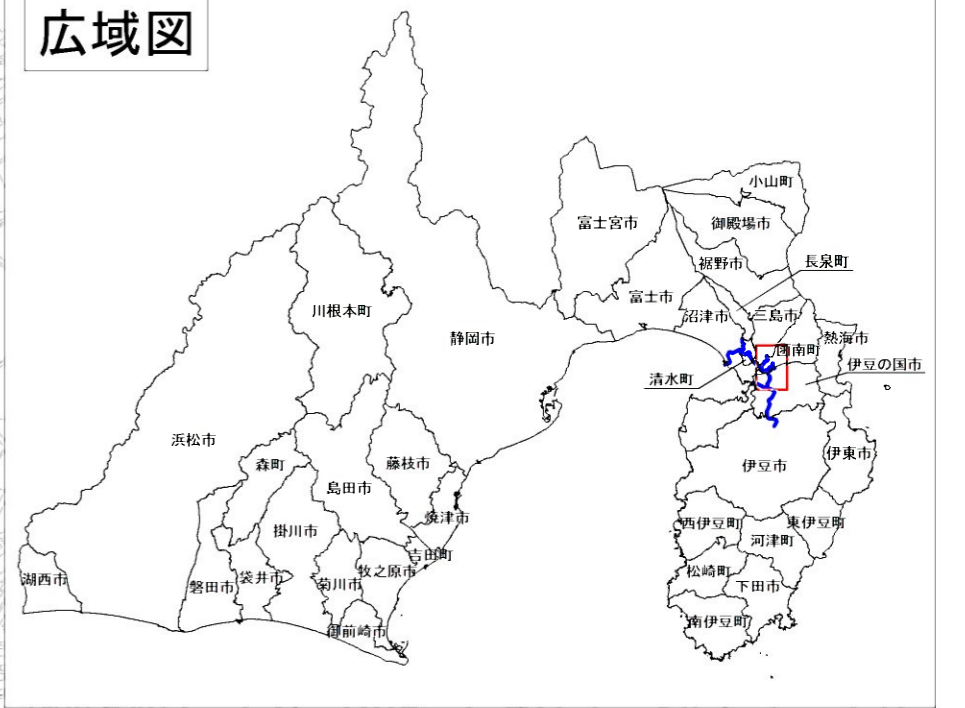 広域図
小山町
富士宮市
御殿場市
裾野市
長泉町
富士市
川根本町
沼津市
三島市
静岡市
熱海市
函南町
伊豆の国市
清水町
浜松市
伊東市
藤枝市
森町
伊豆市
島田市
焼津市
西伊豆町
東伊豆町
掛川市
河津町
吉田町
牧之原市
松崎町
湖西市
袋井市
菊川市
磐田市
下田市
南伊豆町
御前崎市